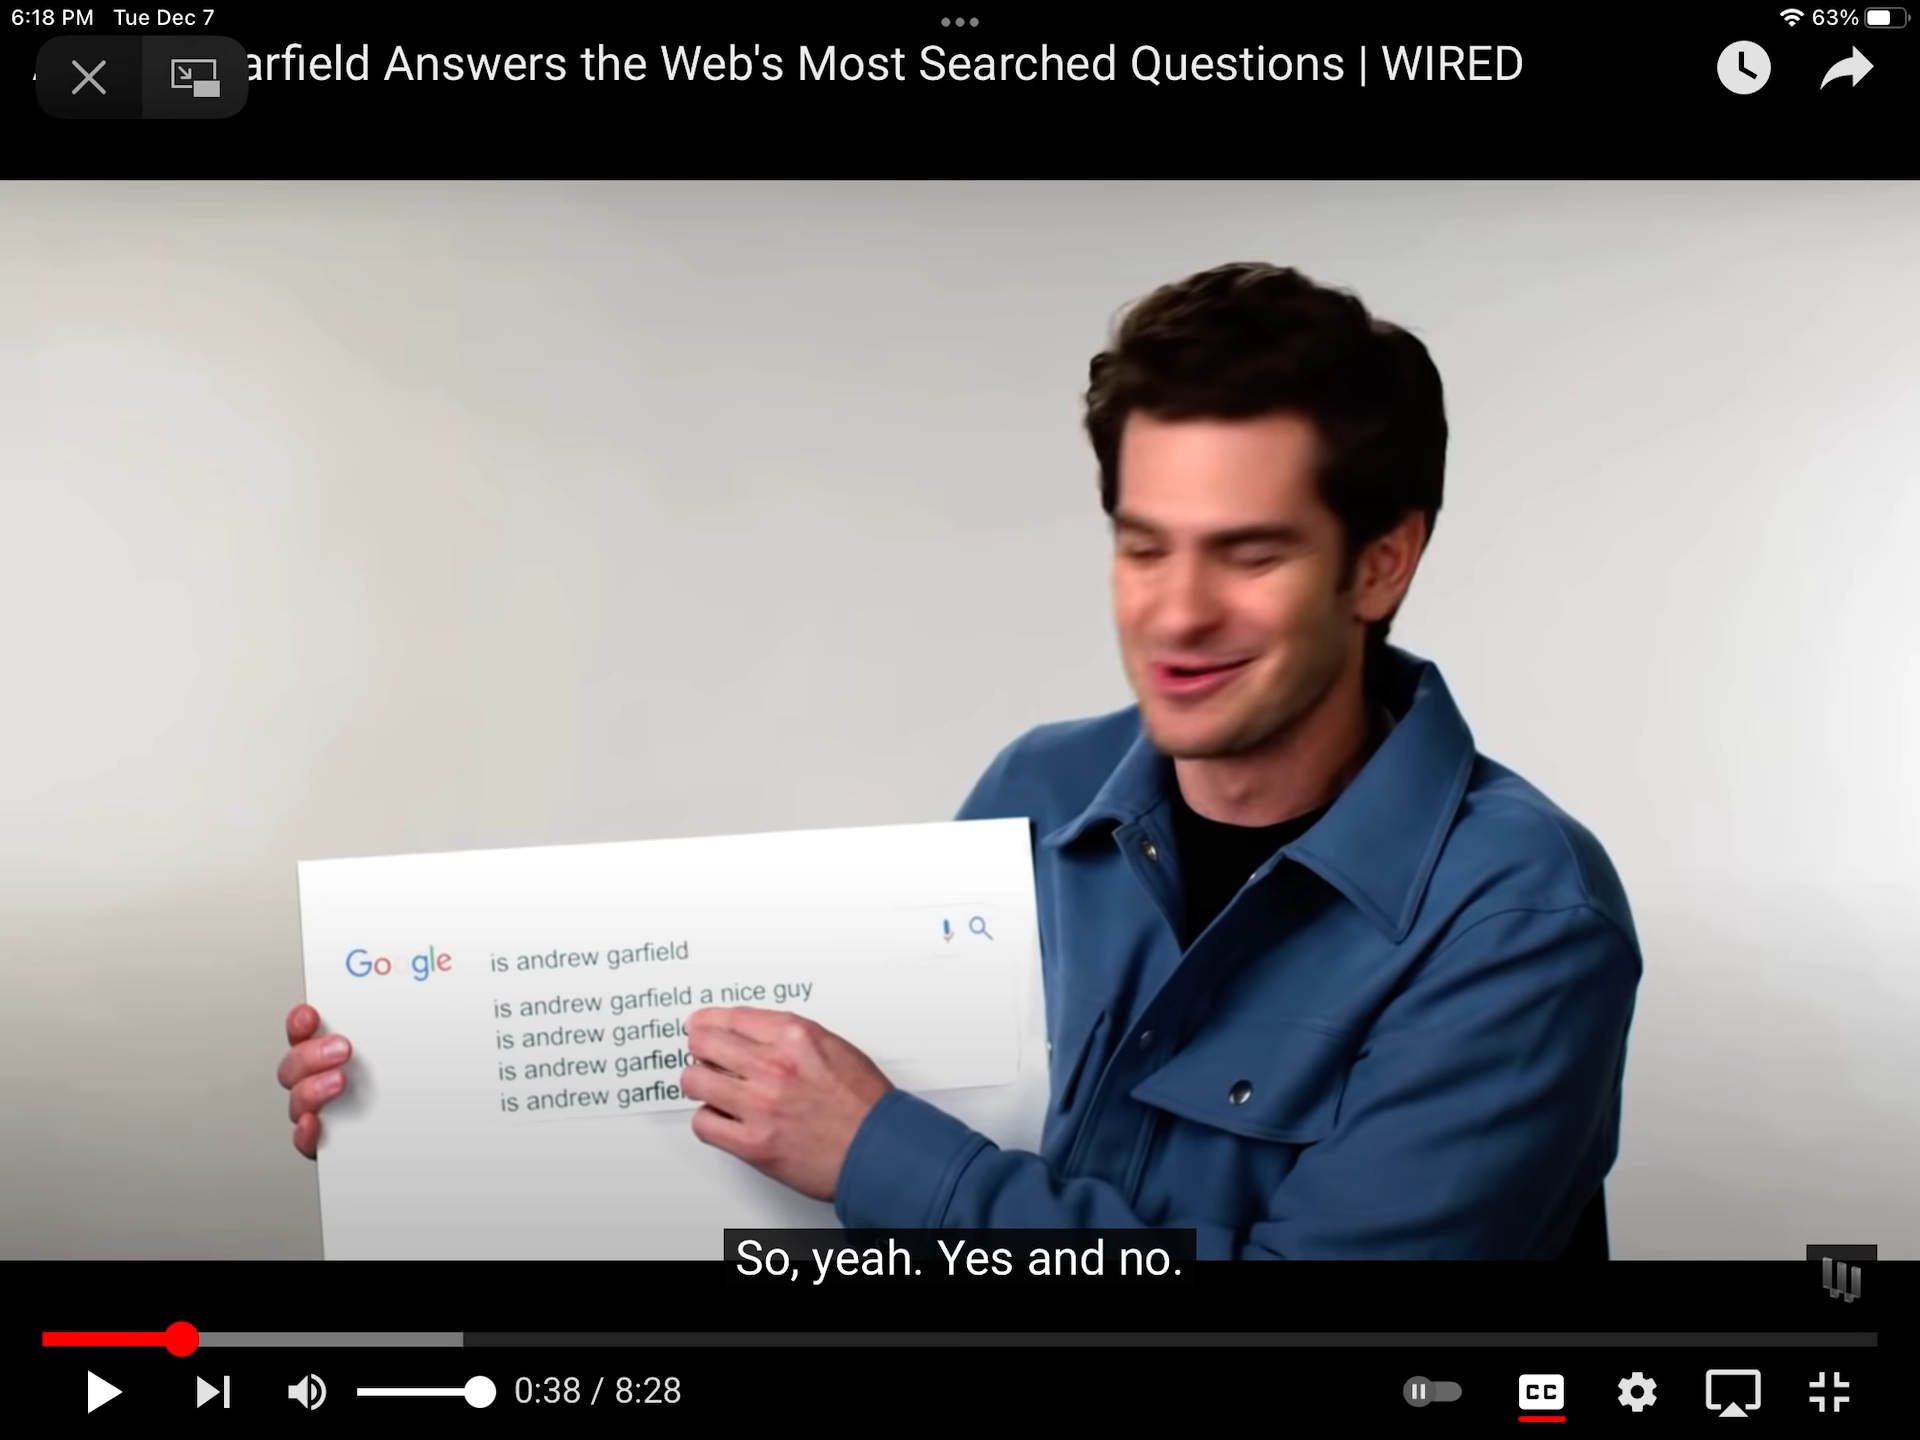 6:18 PM Tue Dec 7
63%
arfield Answers the Web's Most Searched Questions | WIRED
Google is andrew garfield
is andrew garfield a nice guy
is andrew garfield
is andrew garfield
is andrew garfiel
So, yeah. Yes and no.
0:38 / 8:28
CC